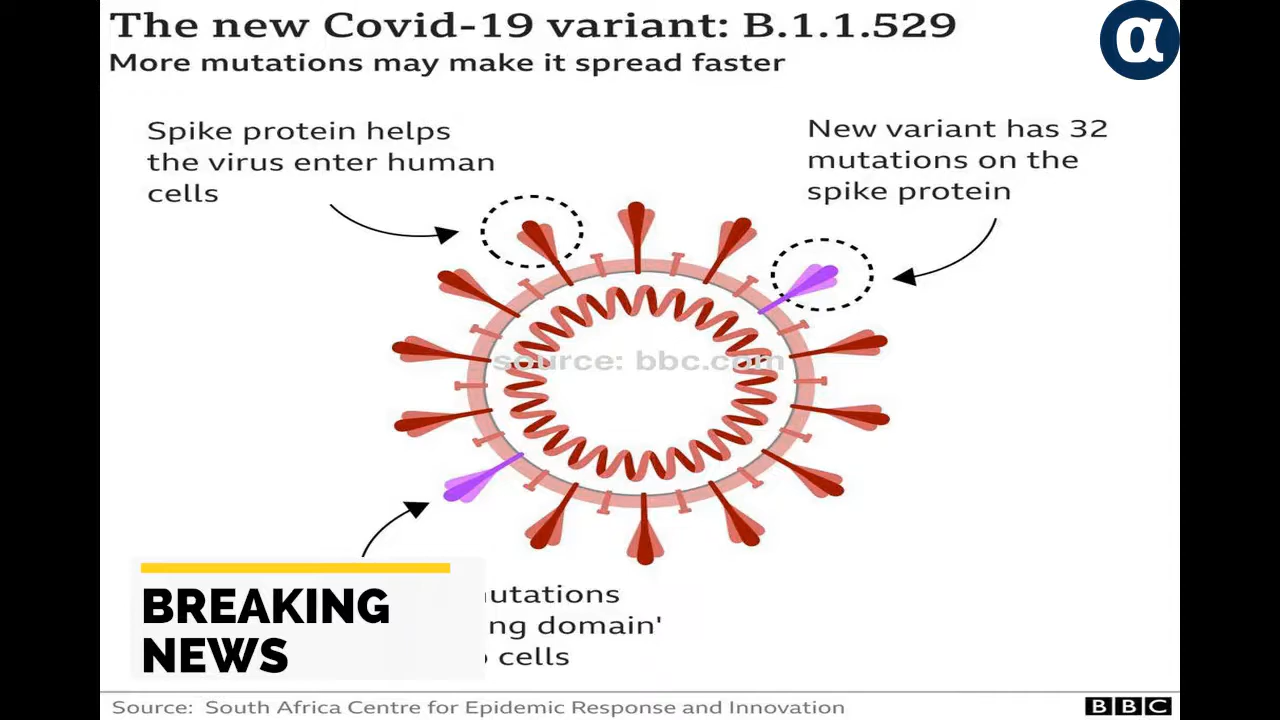 The new Covid-19 variant: B.1.1.529
More mutations may make it spread faster
α
Spike protein helps
the virus enter human
cells
New variant has 32
mutations on the
spike protein
source: bbc.com
domain'
cells
BREAKING
NEWS
Source: South Africa Centre for Epidemic Response and Innovation
BBC